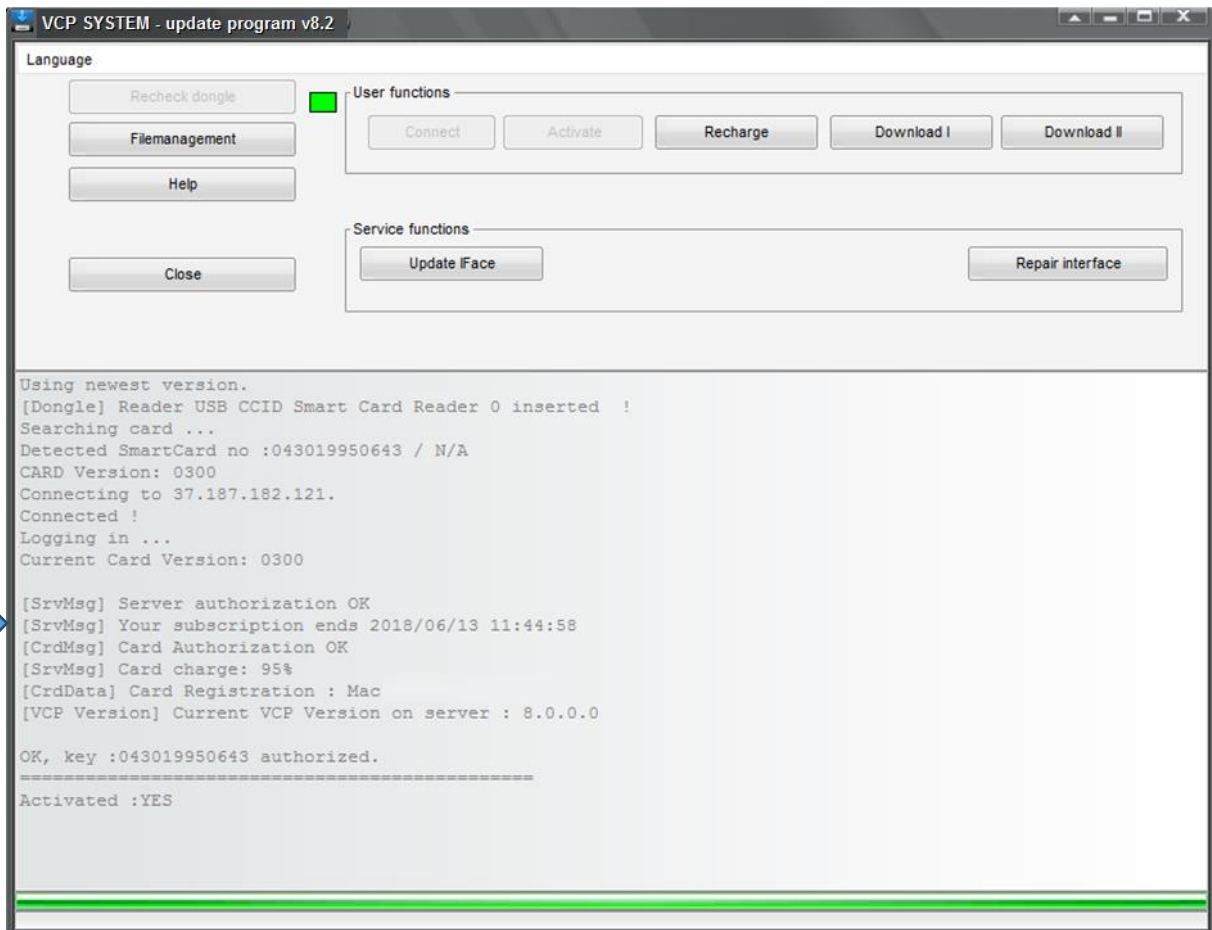 VCP SYSTEM - update program v8.2
Language
Recheck dongle
Filemanagement
Help
Close
User functions
Connect Activate Recharge Download I Download II
Service functions
Update IFace Repair interface
Using newest version.
[Dongle] Reader USB CCID Smart Card Reader 0 inserted !
Searching card ...
Detected SmartCard no :043019950643 / N/A
CARD Version: 0300
Connecting to 37.187.182.121.
Connected !
Logging in ...
Current Card Version: 0300
[SrvMsg] Server authorization OK
[SrvMsg] Your subscription ends 2018/06/13 11:44:58
[CrdMsg] Card Authorization OK
[SrvMsg] Card charge: 95%
[CrdData] Card Registration : Mac
[VCP Version] Current VCP Version on server : 8.0.0.0
OK, key :043019950643 authorized.
===============================================
Activated :YES